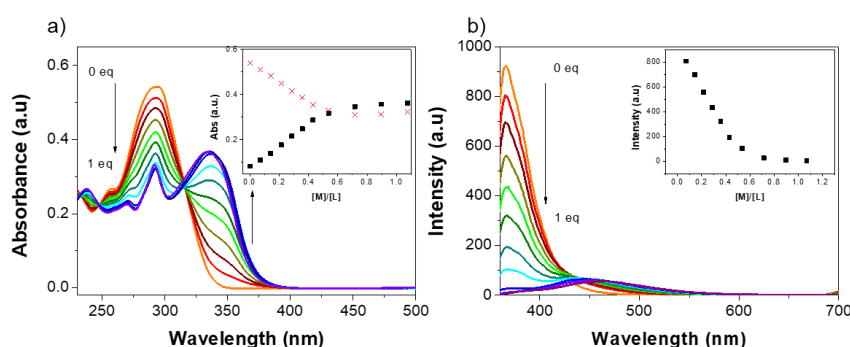 a)
0.6
0.4
0.2
0.0
Absorbance (a.u)
250 300 350 400 450 500
Wavelength (nm)
0 eq
1 eq
0.6
0.4
0.2
Abs (a.u.)
0.0 0.2 0.4 0.6 0.8 1.0
[M]/[L]
b)
1000
800
600
400
200
0
Intensity (a.u)
400 500 600 700
Wavelength (nm)
0 eq
1 eq
800
600
400
200
0
Intensity (a.u)
0.0 0.2 0.4 0.6 0.8 1.0 1.2
[M]/[L]